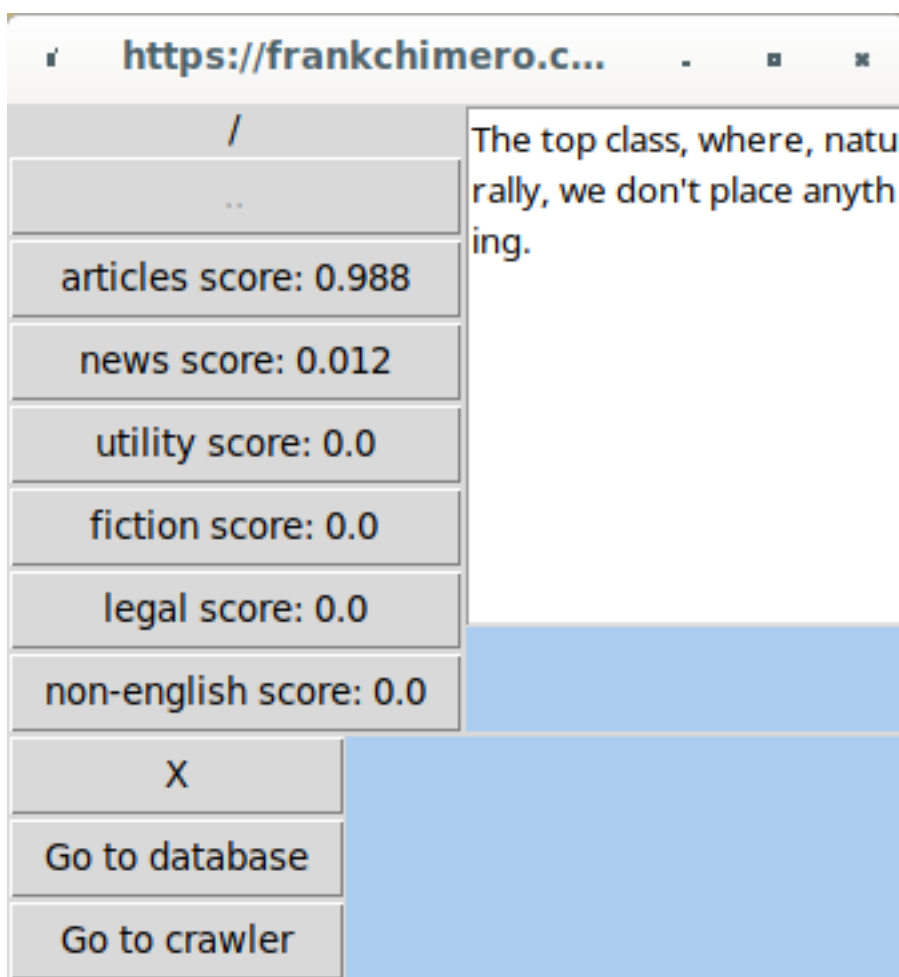 https://frankchimero.c...
/
..
articles score: 0.988
news score: 0.012
utility score: 0.0
fiction score: 0.0
legal score: 0.0
non-english score: 0.0
X
Go to database
Go to crawler
The top class, where, natu
rally, we don't place anyth
ing.